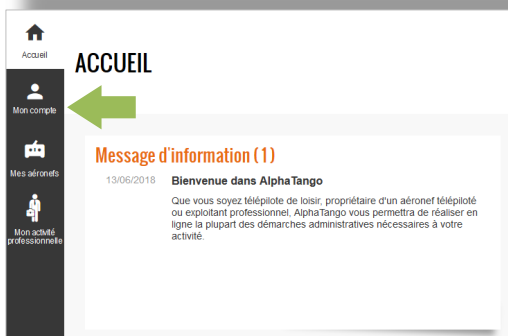 Accueil
ACCUEIL
Mon compte
Mes aéronefs
Mon activité
professionnelle
Message d'information (1)
13/06/2018 Bienvenue dans AlphaTango
Que vous soyez télépilote de loisir, propriétaire d'un aéronef télépiloté
ou exploitant professionnel, AlphaTango vous permettra de réaliser en
ligne la plupart des démarches administratives nécessaires à votre
activité.